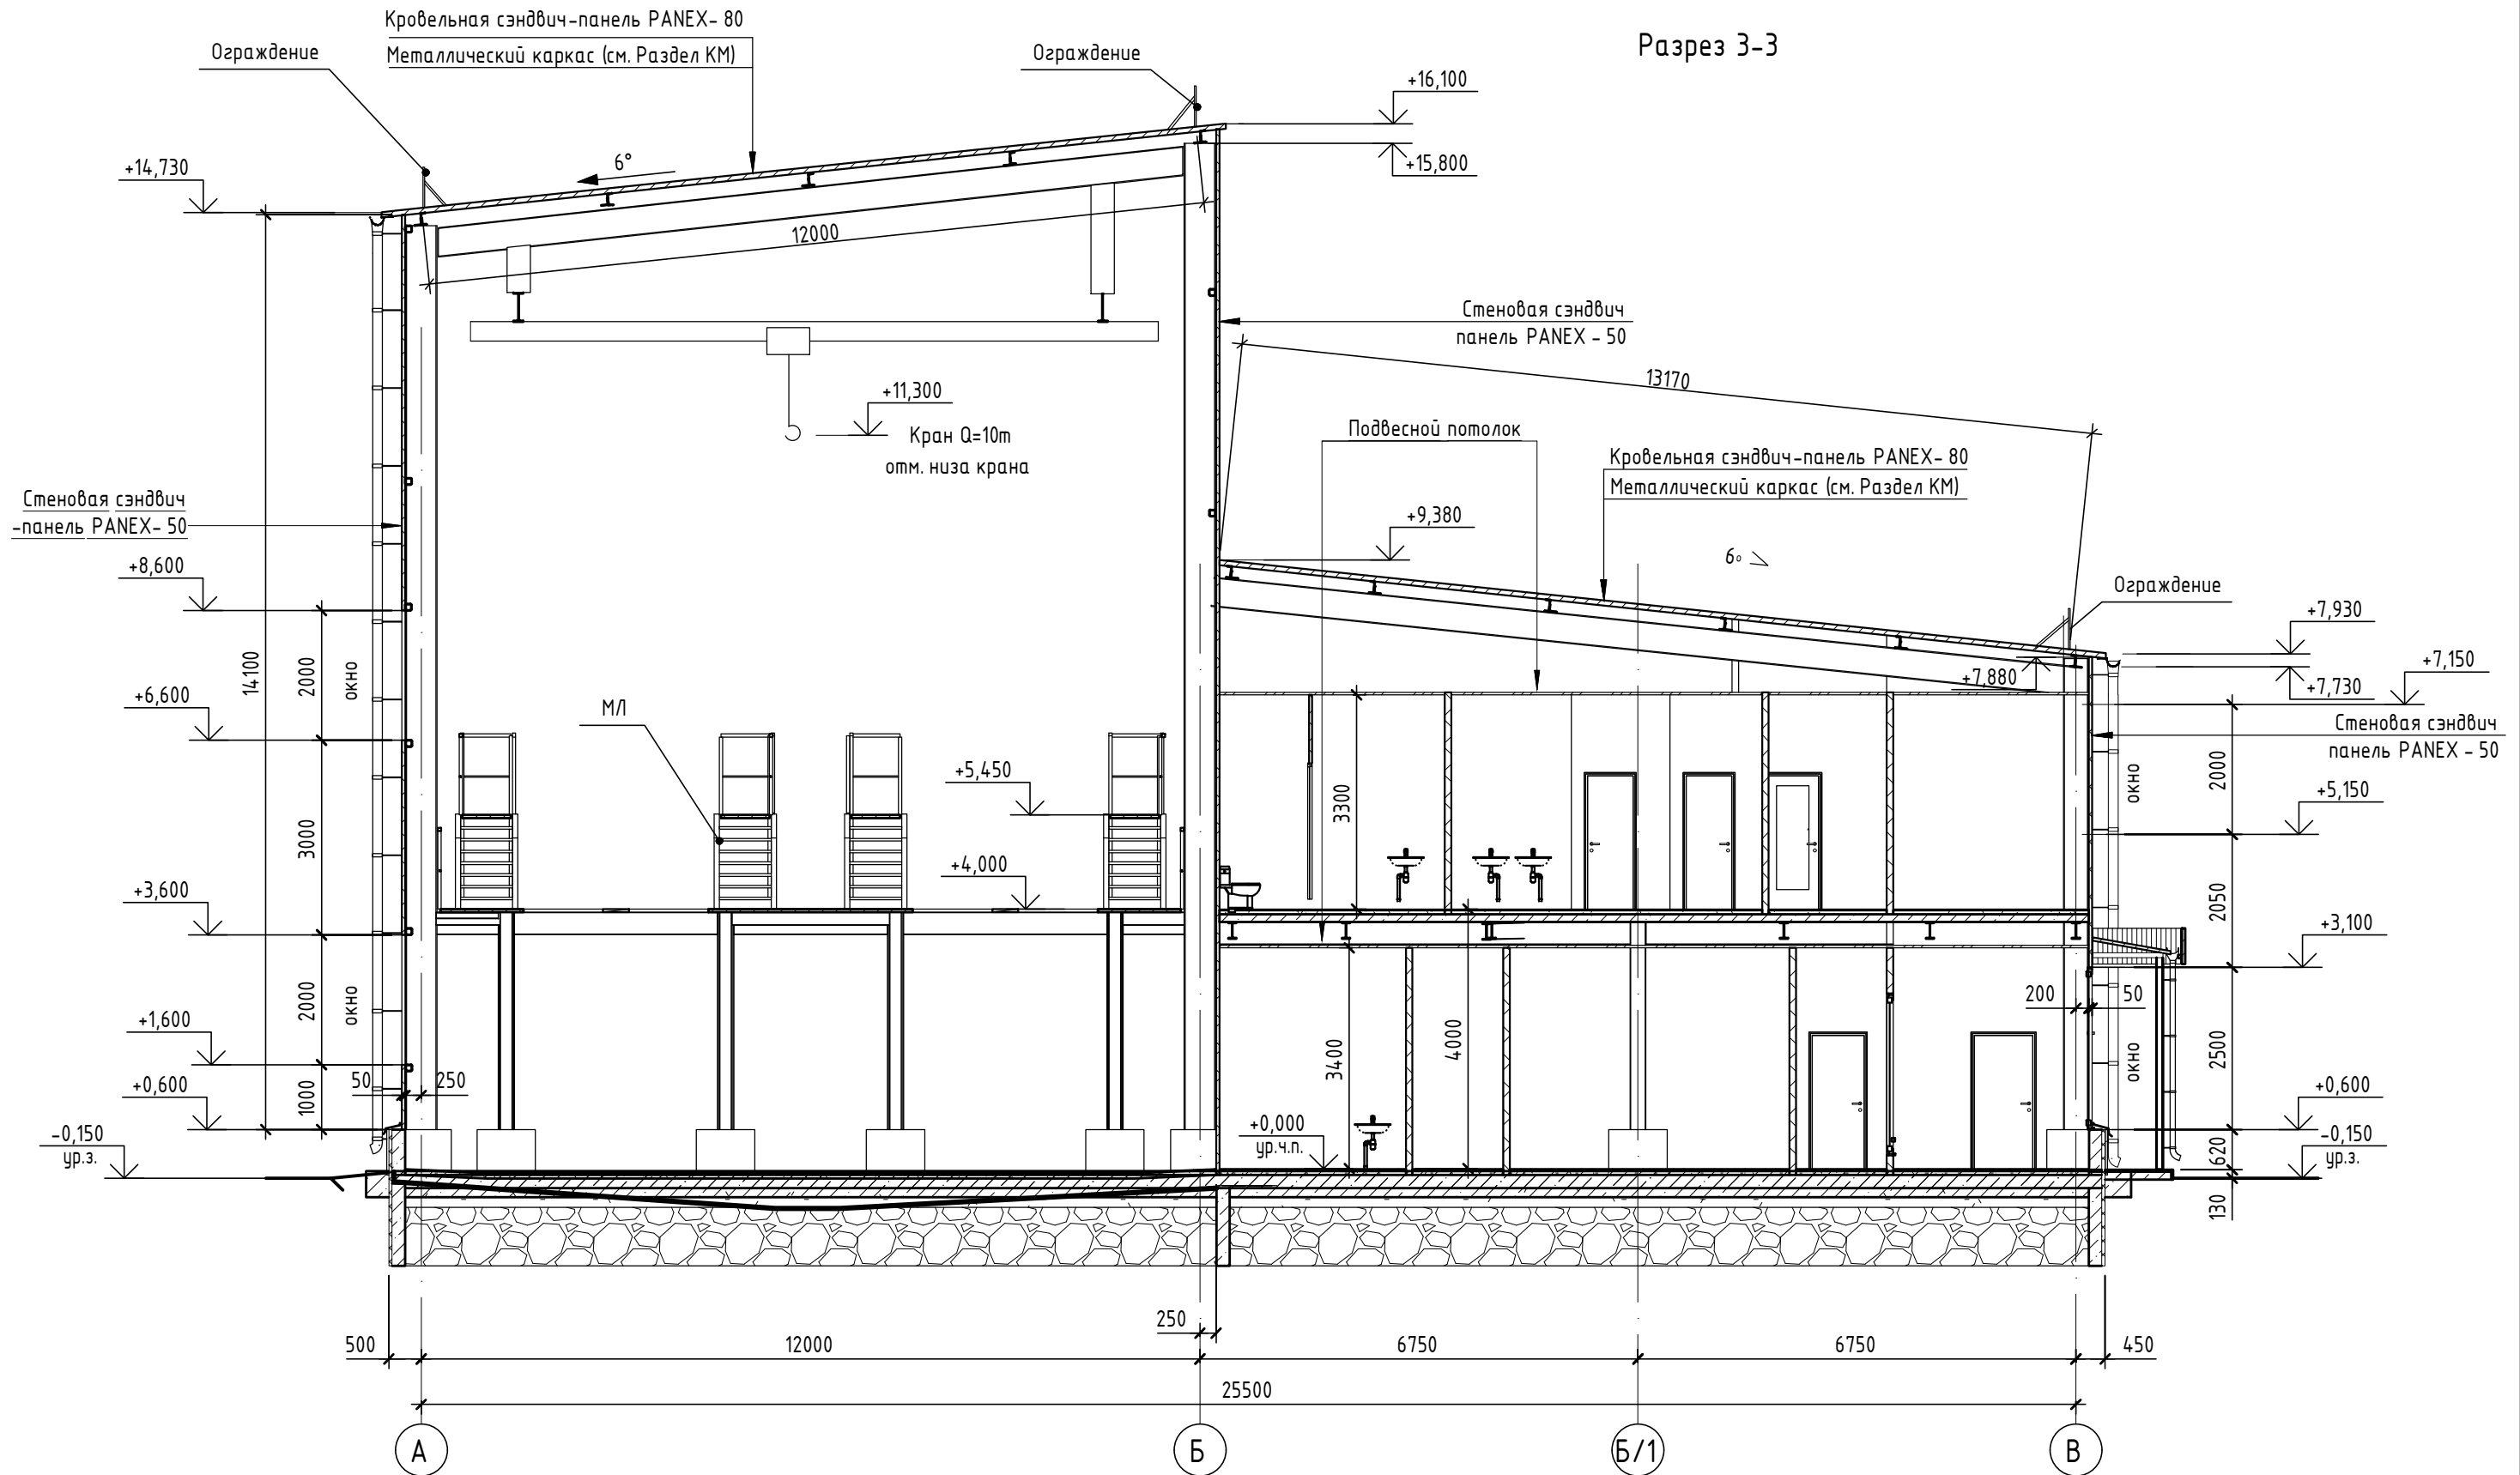 Разрез 3-3
Кровельная сэндвич-панель PANEX- 80
Металлический каркас (см. Раздел КМ)
Ограждение
Ограждение
+16,100
+15,800
+14,730
6°
12000
Стеновая сэндвич
панель PANEX - 50
13170
+11,300
Кран Q=10т
отм. низа крана
Подвесной потолок
Кровельная сэндвич-панель PANEX- 80
Металлический каркас (см. Раздел КМ)
Стеновая сэндвич
-панель PANEX- 50
+9,380
6°
+8,600
Ограждение
+7,930
+7,150
+7,880
+7,730
14100
2000
окно
+6,600
МЛ
Стеновая сэндвич
панель PANEX - 50
+5,450
3300
2000
окно
+5,150
3000
+4,000
+3,600
2050
+3,100
2000
окно
200
50
+1,600
3400
4000
2500
окно
50
250
+0,600
1000
+0,600
-0,150
ур.з.
+0,000
ур.ч.п.
620
-0,150
ур.з.
130
250
500
12000
6750
6750
450
25500
А
Б
Б/1
В